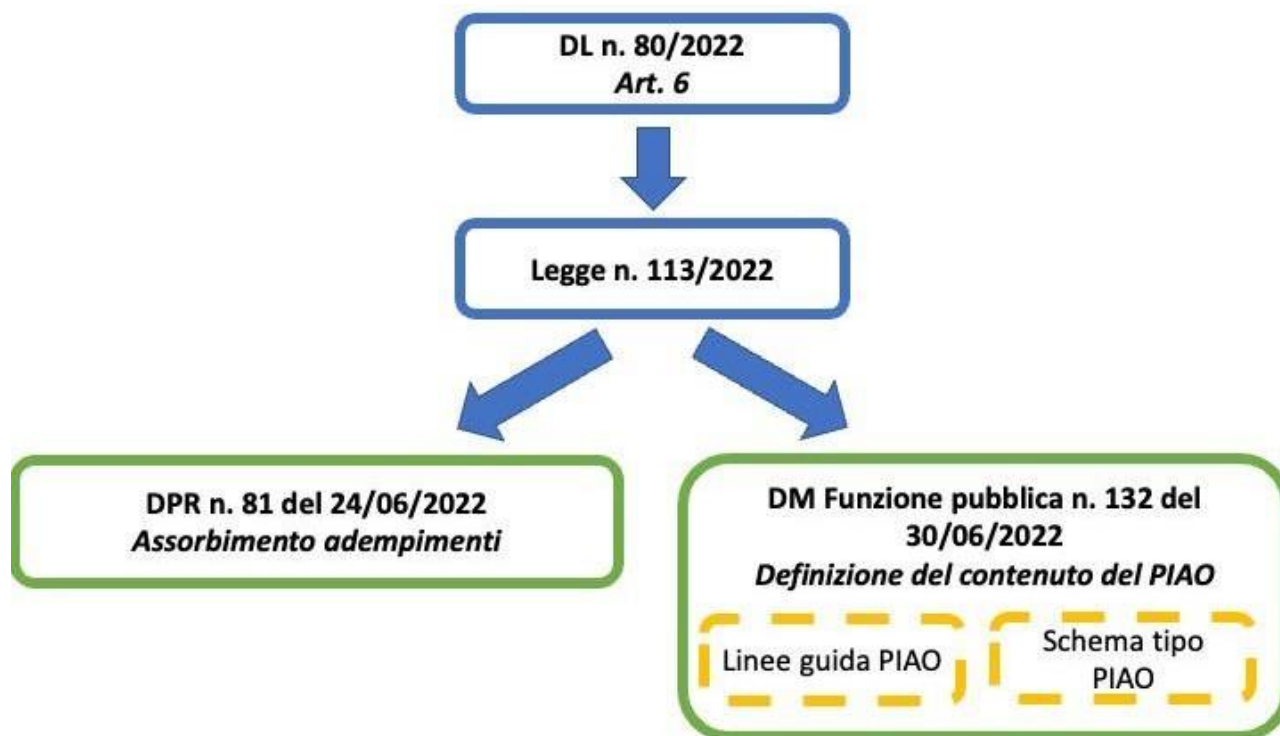 DL n. 80/2022
Art. 6
Legge n. 113/2022
DPR n. 81 del 24/06/2022
Assorbimento adempimenti
DM Funzione pubblica n. 132 del
30/06/2022
Definizione del contenuto del PIAO
Linee guida PIAO
Schema tipo
PIAO